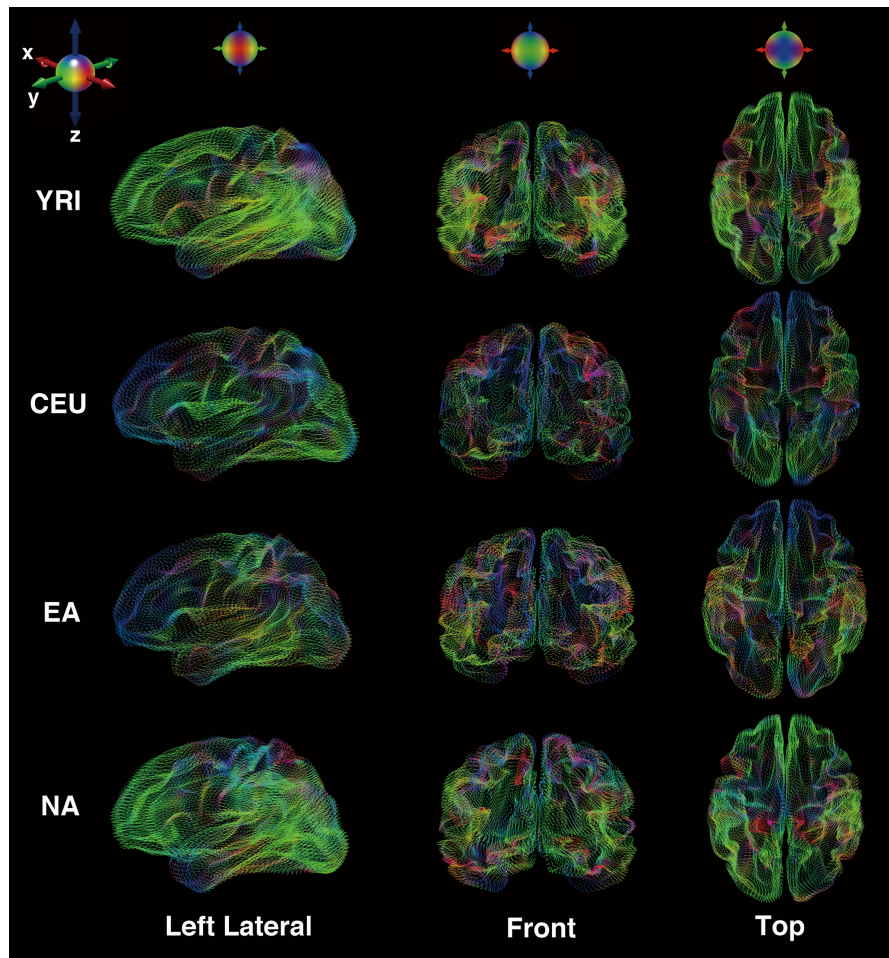 x
y
z
YRI
CEU
EA
NA
Left Lateral
Front
Top